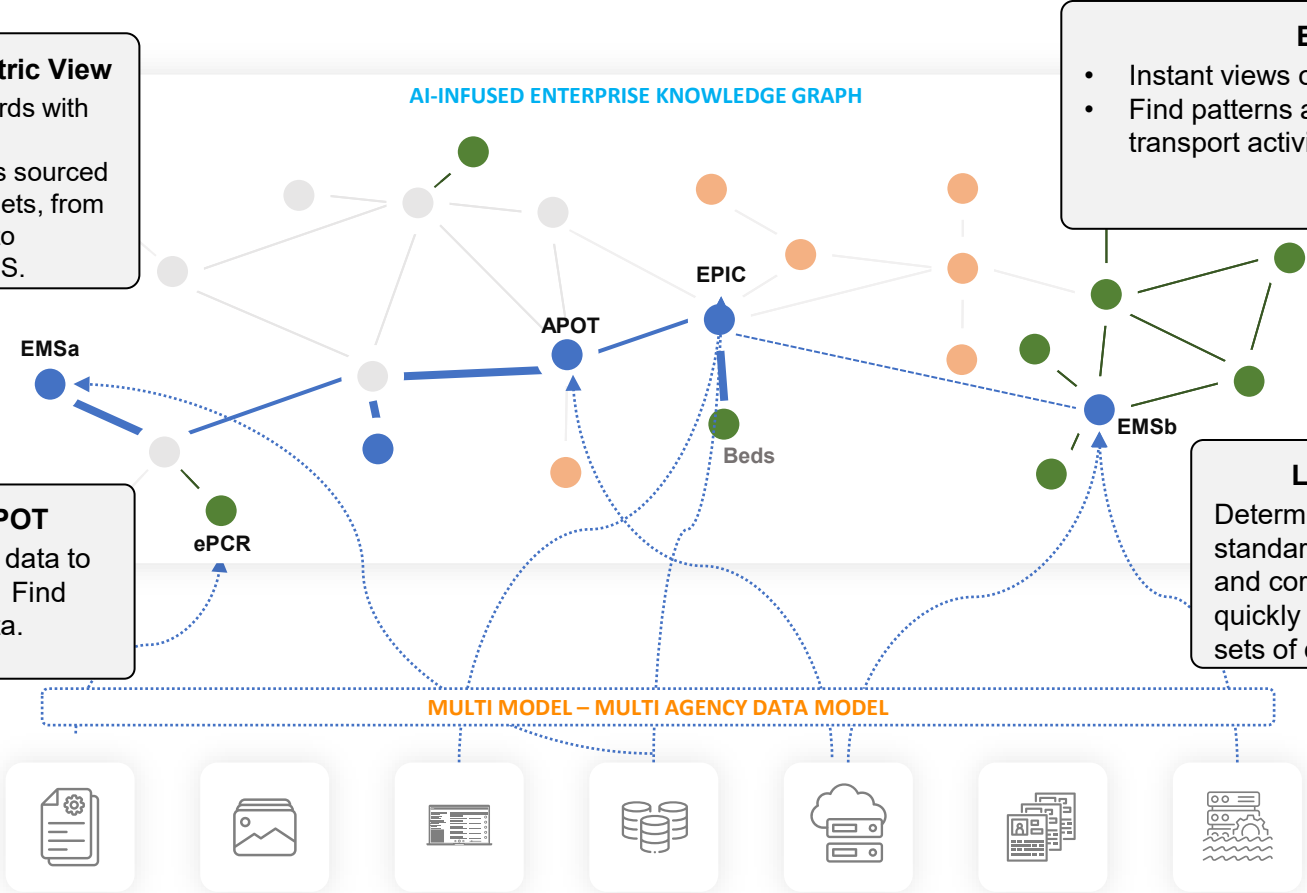 tric View
rds with
s sourced
ets, from
to
S.
AI-INFUSED ENTERPRISE KNOWLEDGE GRAPH
• Instant views
• Find patterns
transport
EPIC
APOT
EMSa
EMSb
Beds
ePCR
POT
data to
Find
ta.
Determ
standar
and
quickly
sets of
MULTI MODEL – MULTI AGENCY DATA MODEL